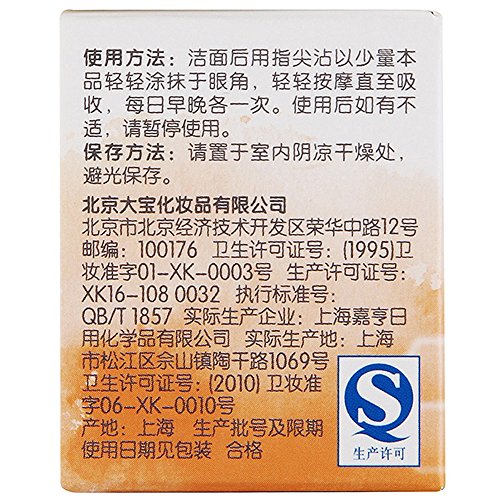 使用方法：洁面后用指尖沾以少量本
品轻轻涂抹于眼角，轻轻按摩直至吸
收，每日早晚各一次。使用后如有不
适，请暂停使用。
保存方法：请置于室内阴凉干燥处，
避光保存。
北京大宝化妆品有限公司
北京市北京经济技术开发区荣华中路12号
邮编：100176 卫生许可证号：(1995)卫
妆准字01-XK-0003号 生产许可证号：
XK16-108 0032 执行标准号：
QB/T 1857 实际生产企业：上海嘉亨日
用化学品有限公司 实际生产地：上海
市松江区佘山镇陶干路1069号
卫生许可证号：(2010) 卫妆准
字06-XK-0010号
产地：上海 生产批号及限期
使用日期见包装 合格
生产许可